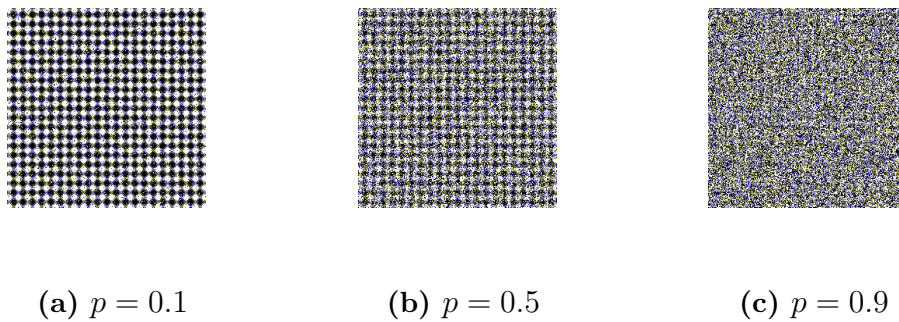 (a) p = 0.1 (b) p = 0.5 (c) p = 0.9